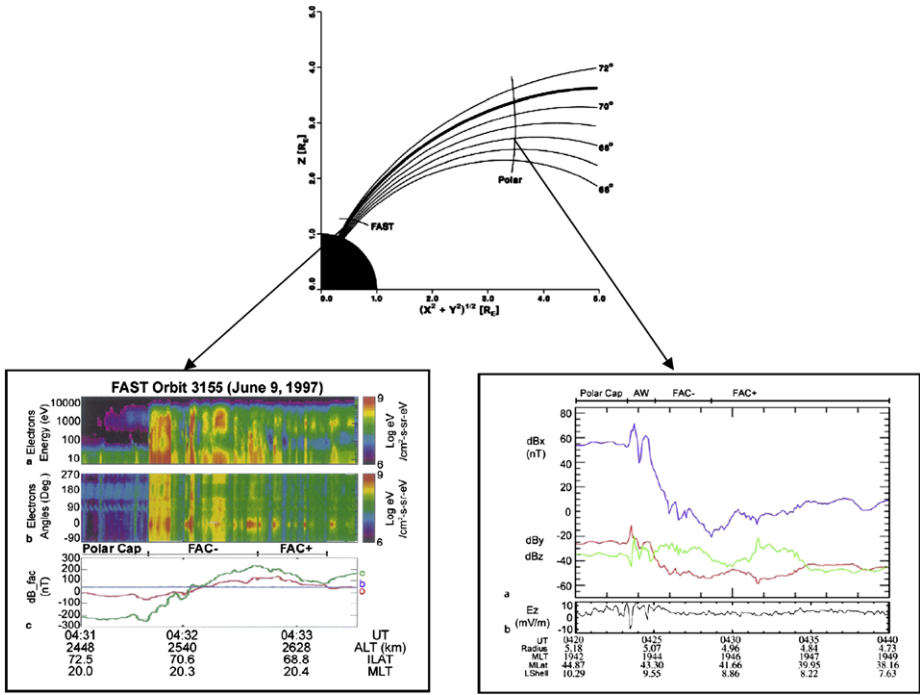 5.0
4.0
3.0
2.0
1.0
0.0
Z [RE]
72°
70°
68°
Polar
FAST
0.0 1.0 2.0 3.0 4.0
(X² + Y²)1/2 [RE]
FAST Orbit 3155 (June 9, 1997)
10000
1000
100
10
Electrons
Energy (eV)
a
9
6
Log eV
/cm²-s-sr-eV
270
180
90
0
-90
Electrons
Angles (Deg.)
b
9
6
Log eV
/cm²-s-sr-eV
Polar Cap FAC- FAC+
300
200
100
0
-100
-200
-300
dB_fac
(nT)
c
e
b
o
04:31 04:32 04:33 UT
2448 2540 2628 ALT (km)
72.5 70.6 68.8 ILAT
20.0 20.3 20.4 MLT
Polar Cap AW FAC- FAC+
80
60
40
20
0
-20
-40
-60
dBx
(nT)
dBy
dBz
a
10
0
-10
Ez
(mV/m)
b
UT 0420 0425 0430 0435 0440
Radius 5.18 5.07 4.96 4.84 4.73
MLT 1942 1944 1946 1947 1949
MLat 44.87 43.30 41.66 39.95 38.16
LShell 10.29 9.55 8.86 8.22 7.63